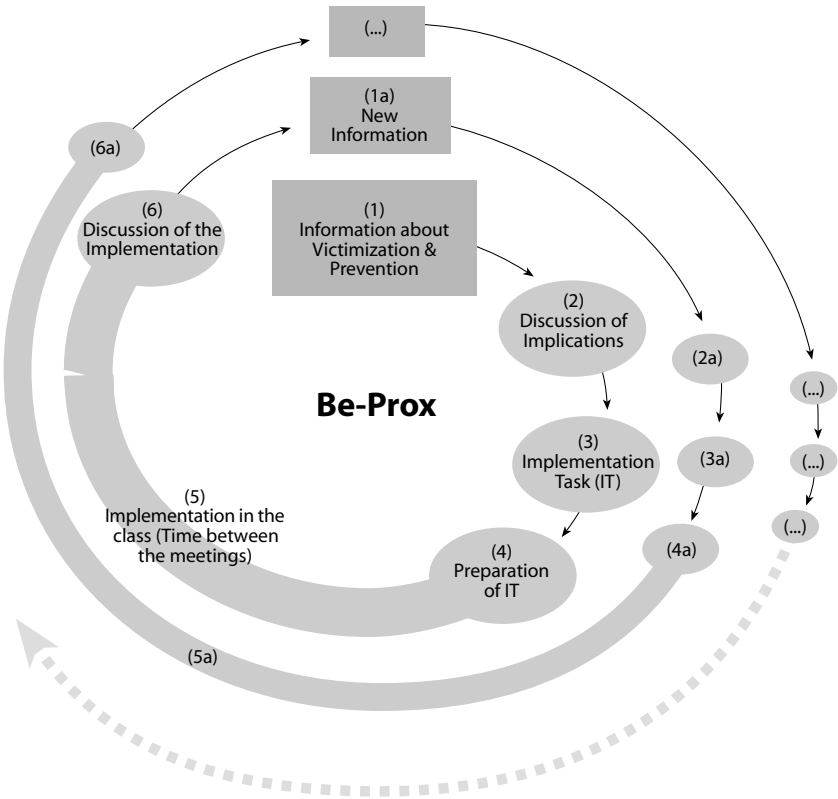 (...)
(1a)
New
Information
(6a)
(1)
Information about
Victimization &
Prevention
(6)
Discussion of the
Implementation
(2)
Discussion of
Implications
(2a)
(...)
Be-Prox
(3)
Implementation
Task (IT)
(3a)
(...)
(5)
Implementation in the
class (Time between
the meetings)
(4)
Preparation
of IT
(4a)
(...)
(5a)